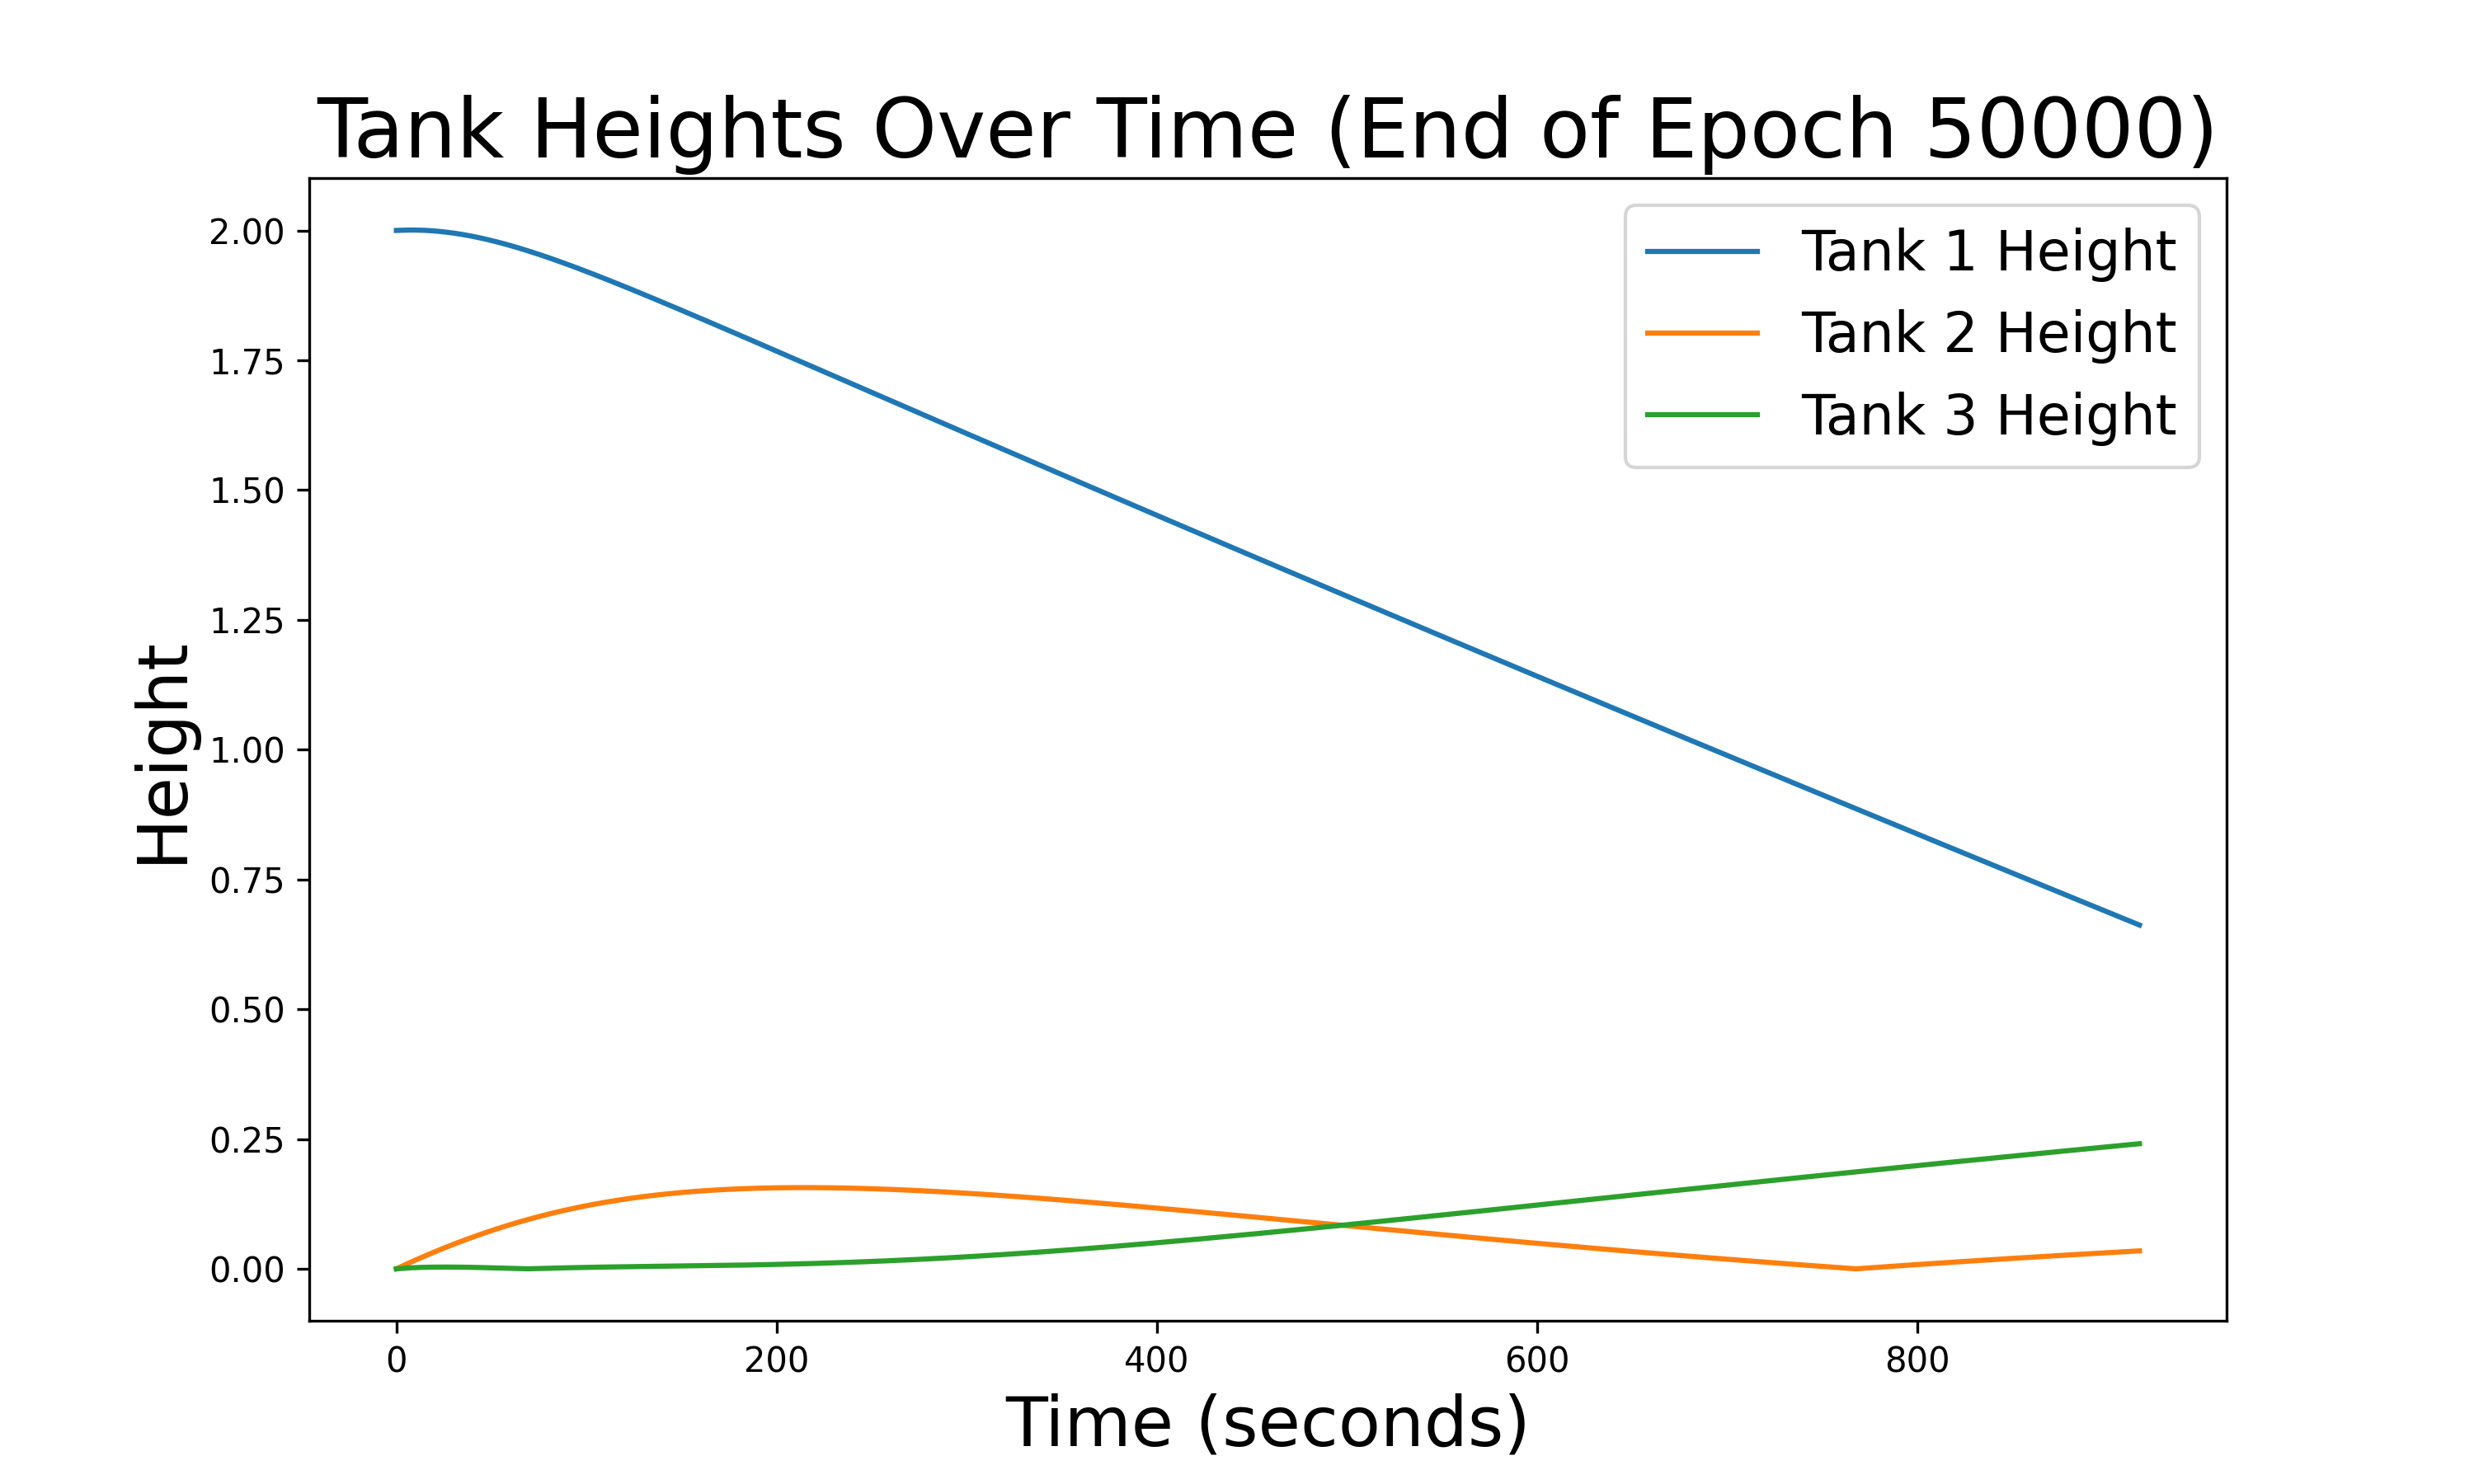 Tank Heights Over Time (End of Epoch 50000)
Tank 1 Height
Tank 2 Height
Tank 3 Height
Height
2.00
1.75
1.50
1.25
1.00
0.75
0.50
0.25
0.00
0 200 400 600 800
Time (seconds)